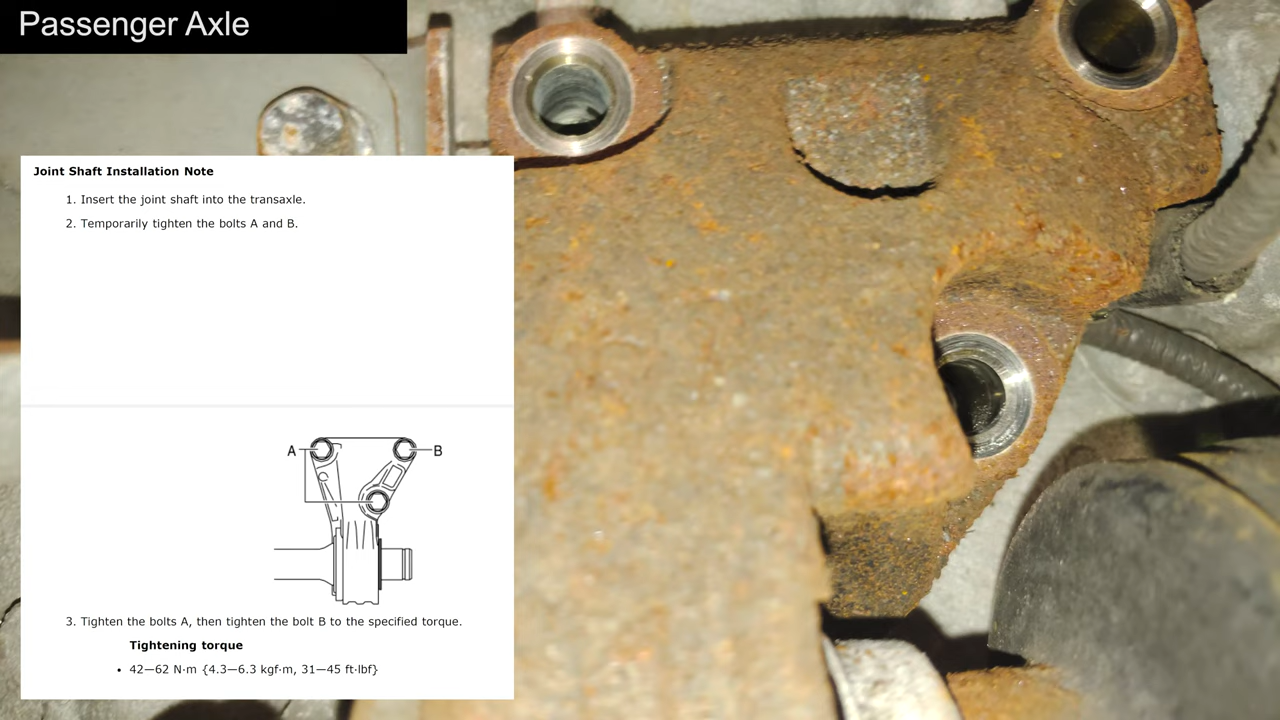 Passenger Axle
Joint Shaft Installation Note
1. Insert the joint shaft into the transaxle.
2. Temporarily tighten the bolts A and B.
A
B
3. Tighten the bolts A, then tighten the bolt B to the specified torque.
Tightening torque
• 42—62 N·m {4.3—6.3 kgf·m, 31—45 ft·lbf}